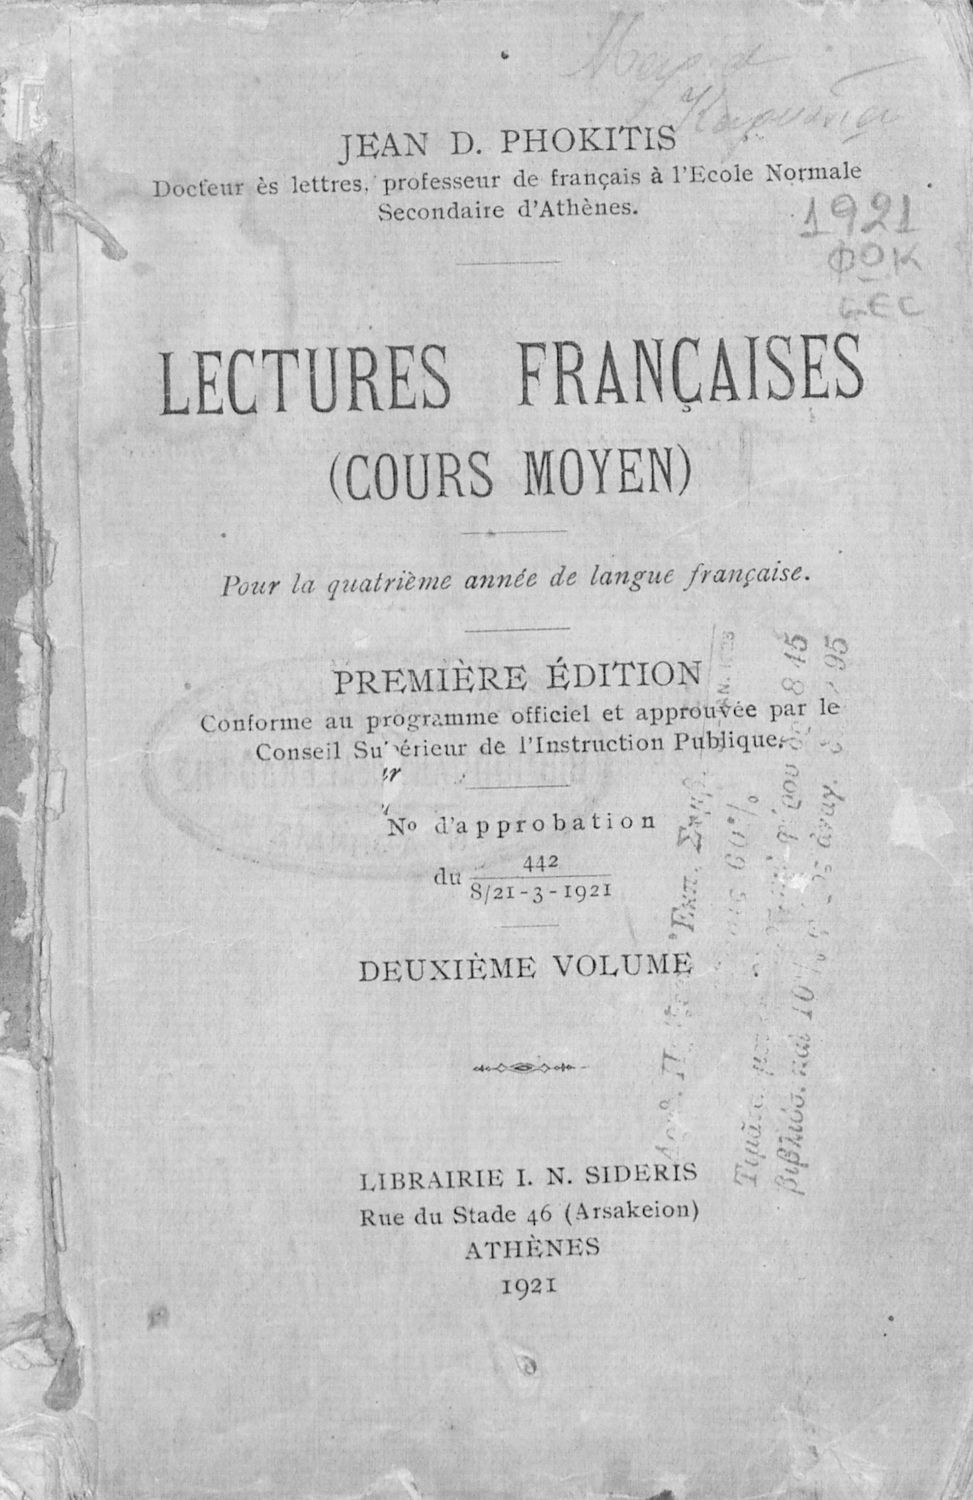 JEAN D. PHOKITIS
Docteur ès lettres, professeur de français à l'Ecole Normale
Secondaire d'Athènes.
1921
ΦΟΚ
LECTURES FRANÇAISES
(COURS MOYEN)
Pour la quatrième année de langue française.
PREMIÈRE ÉDITION
Conforme au programme officiel et approuvée par le
Conseil Supérieur de l'Instruction Publique.
Nº d'approbation
du 442
8/21-3-1921
DEUXIÈME VOLUME
LIBRAIRIE I. N. SIDERIS
Rue du Stade 46 (Arsakeion)
ATHÈNES
1921